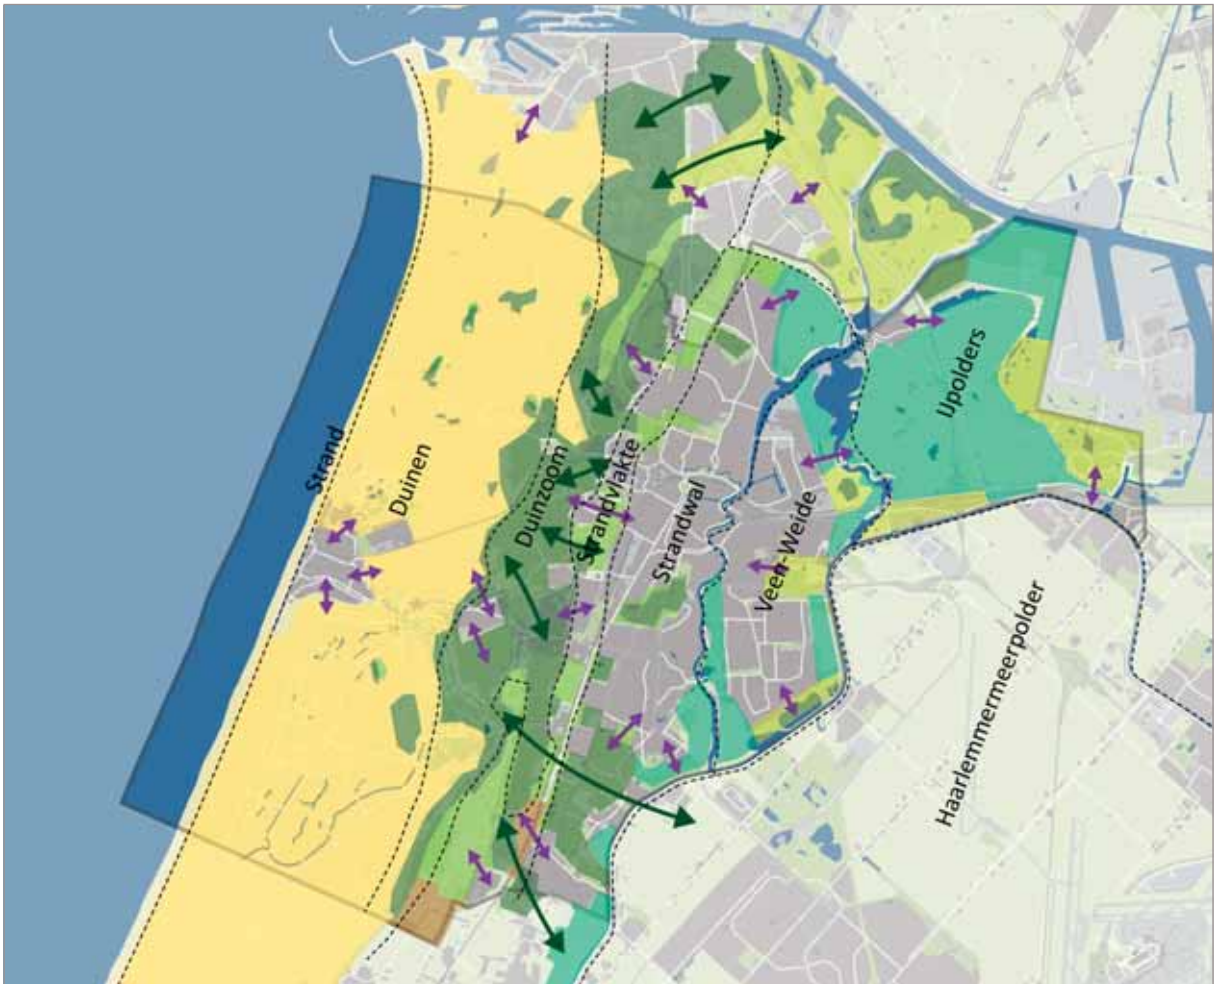 Strand
Duinen
Duinzoom
Strandvlakte
Strandwal
Veen-Weide
IJpolders
Haarlemmermeerpolder